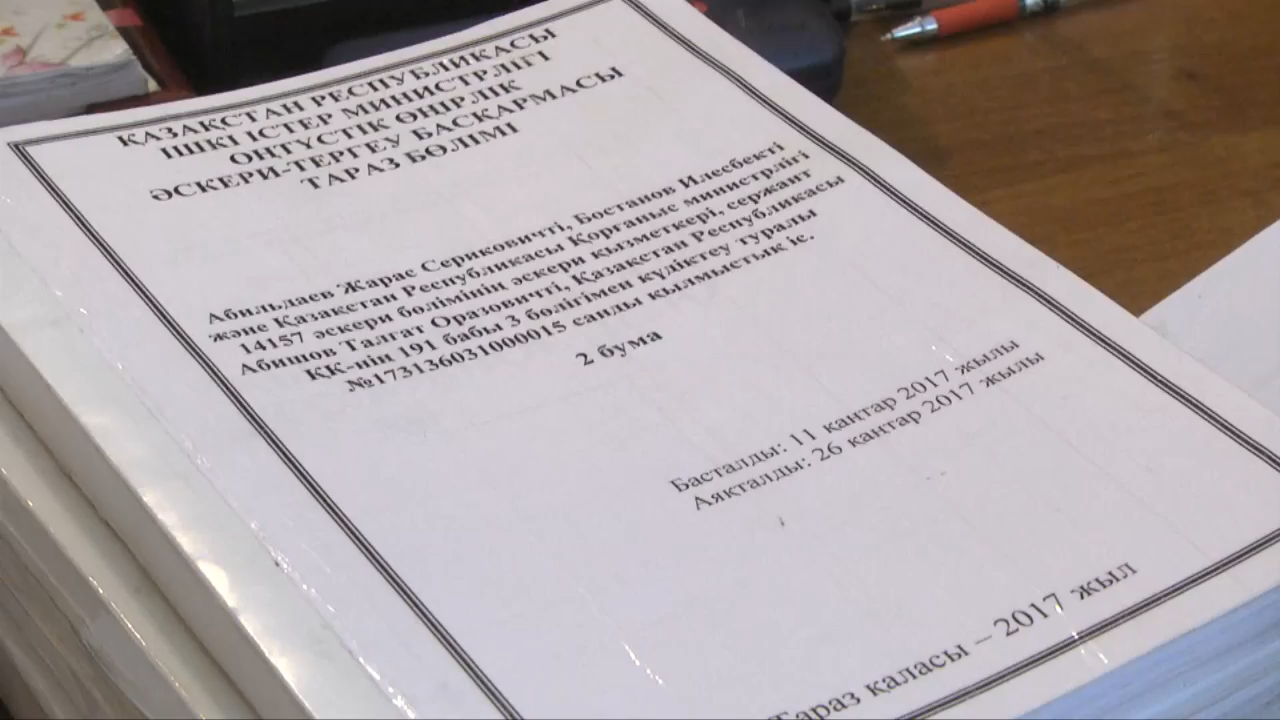 ҚАЗАҚСТАН РЕСПУБЛИКАСЫ
ІШКІ ІСТЕР МИНИСТРЛІГІ
ОҢТҮСТІК ӨҢІРЛІК
ӘСКЕРИ-ТЕРГЕУ БАСҚАРМАСЫ
ТАРАЗ БӨЛІМІ
Абильдаев Жарас Сериковичті, Бостанов Илесбекті
және Қазақстан Республикасы Қорғаныс министрлігі
14157 әскери бөлімінің әскери қызметкері, сержант
Абишов Талгат Оразовичті, Қазақстан Республикасы
ҚК-нің 191 бабы 3 бөлігімен күдіктеу туралы
№173136031000015 санды қылмыстық іс.
2 бума
Басталды: 11 қаңтар 2017 жылы
Аяқталды: 26 қаңтар 2017 жылы
Тараз қаласы – 2017 жыл